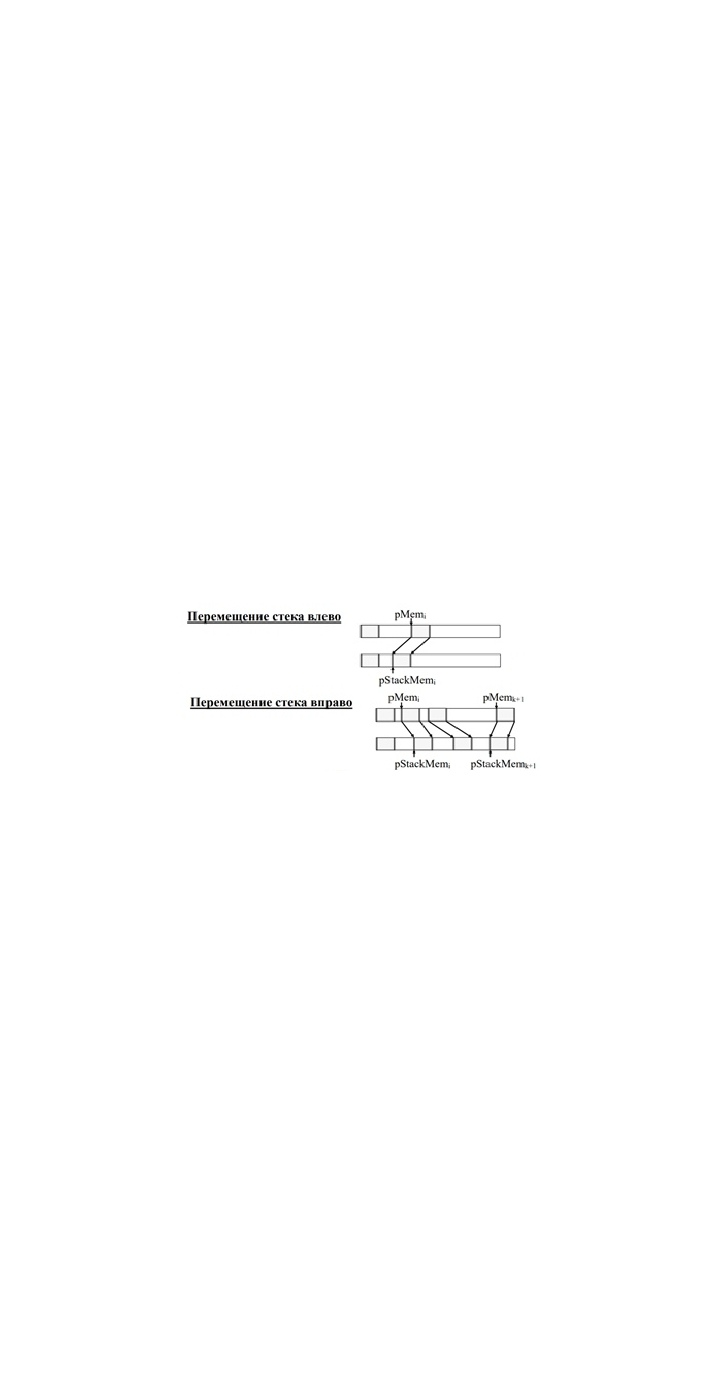 Перемещение стека влево
pMemᵢ
pStackMemᵢ
Перемещение стека вправо
pMemᵢ
pMemₖ₊₁
pStackMemᵢ
pStackMemₖ₊₁